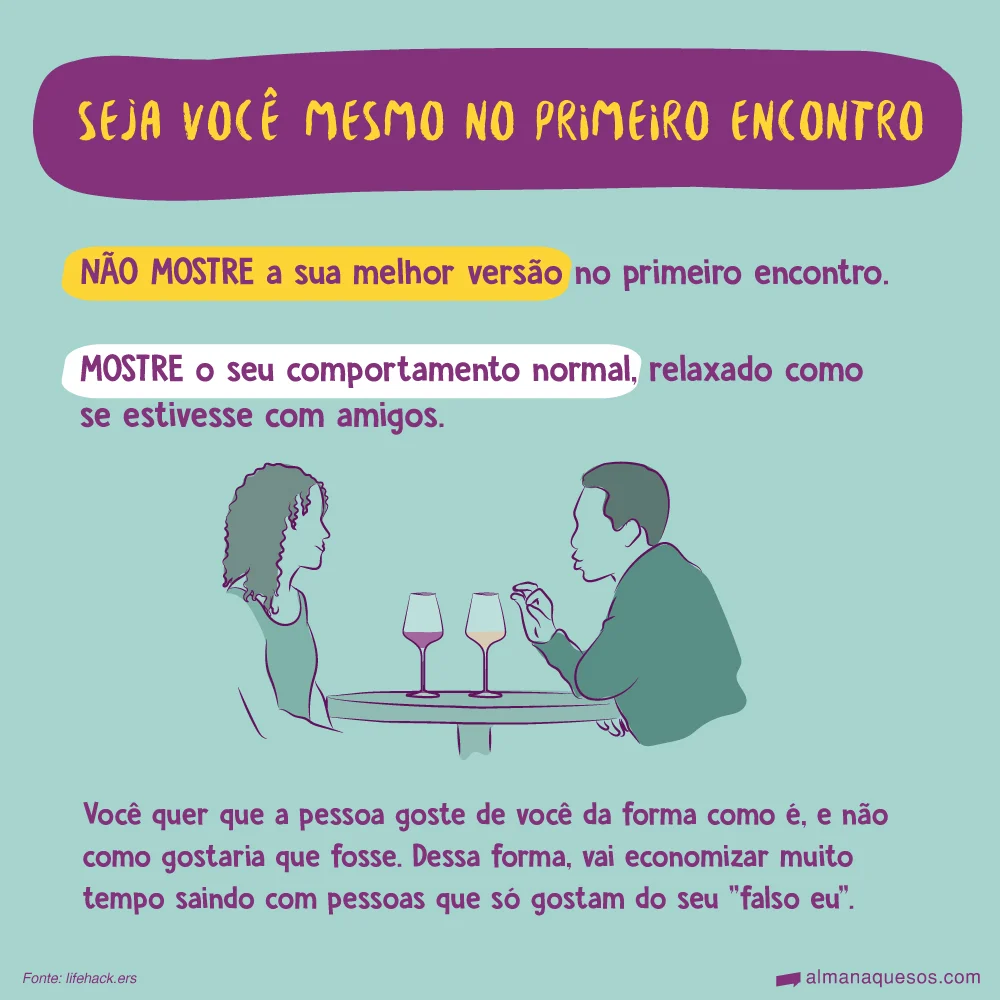 SEJA VOCÊ MESMO NO PRIMEIRO ENCONTRO
NÃO MOSTRE a sua melhor versão no primeiro encontro.
MOSTRE o seu comportamento normal, relaxado como
se estivesse com amigos.
Você quer que a pessoa goste de você da forma como é, e não
como gostaria que fosse. Dessa forma, vai economizar muito
tempo saindo com pessoas que só gostam do seu "falso eu".
Fonte: lifehack.ers
almanaquesos.com